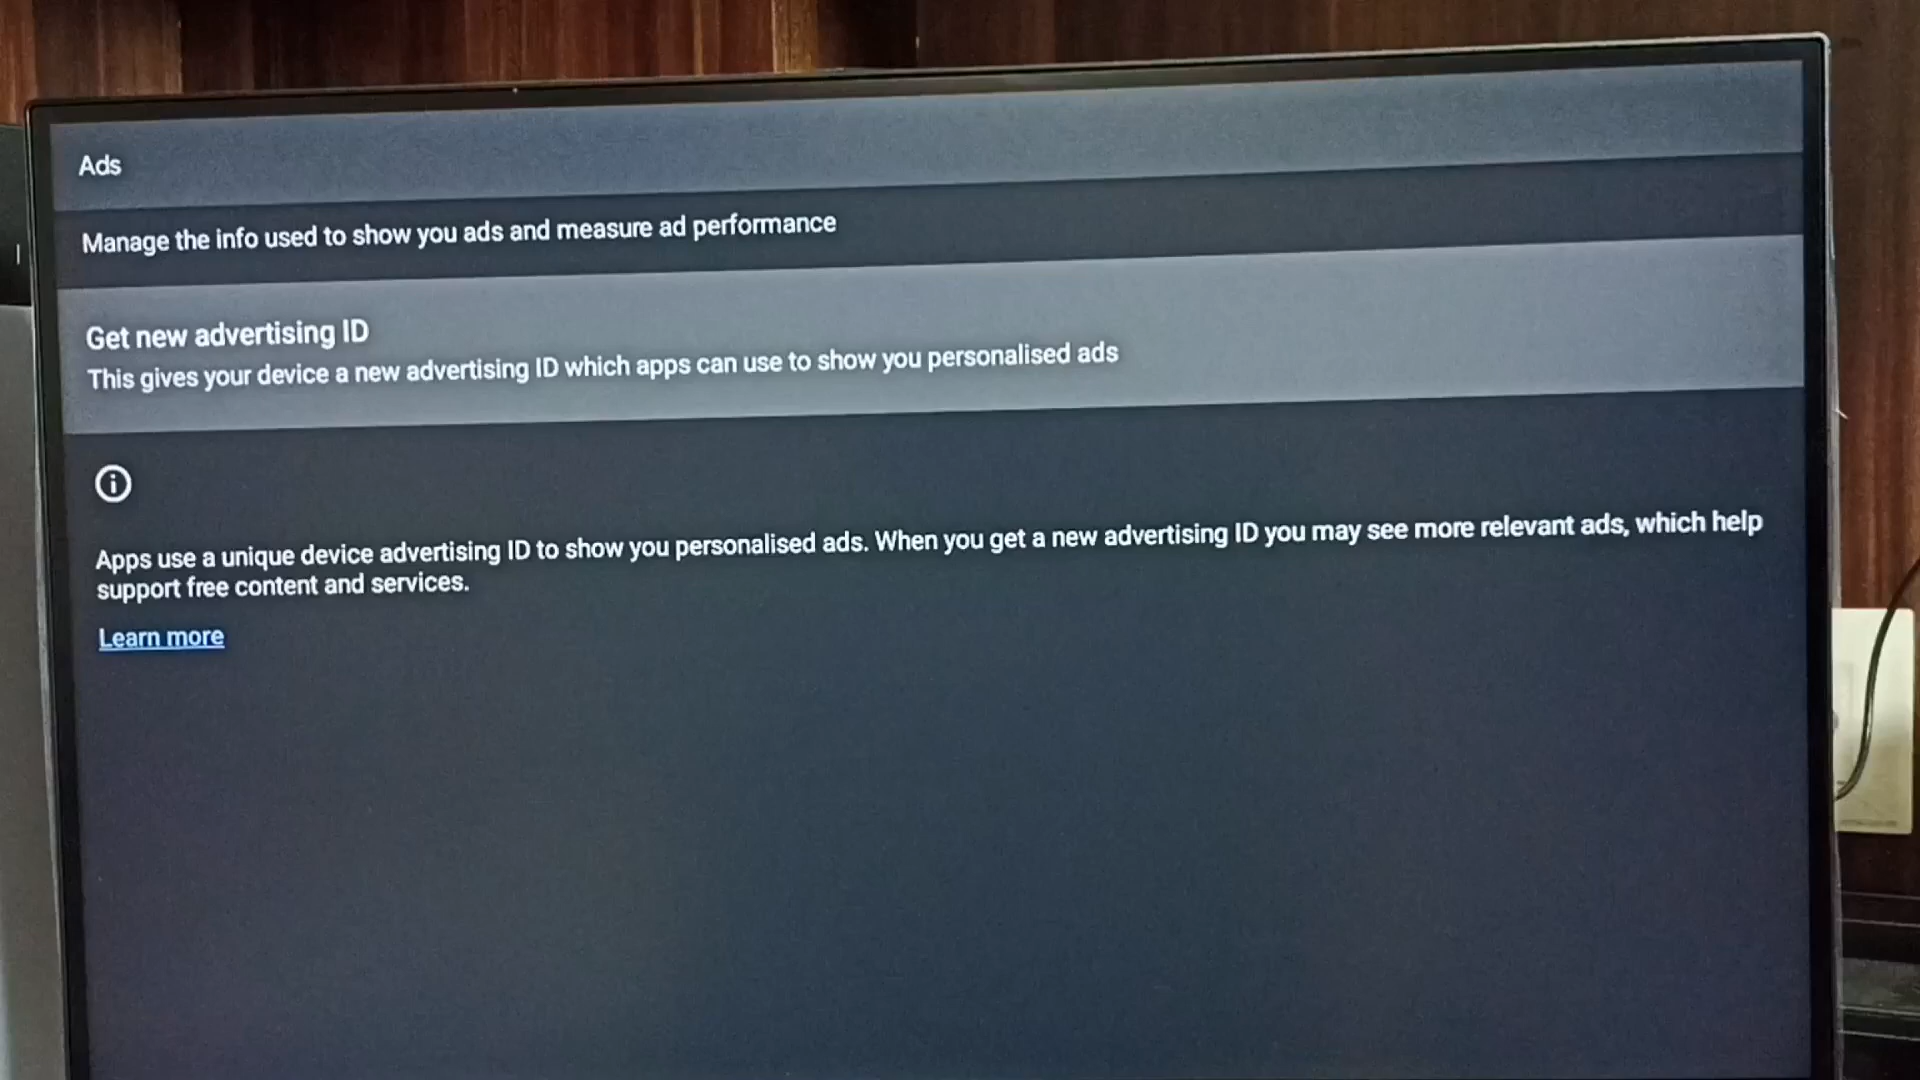 Ads
Manage the info used to show you ads and measure ad performance
Get new advertising ID
This gives your device a new advertising ID which apps can use to show you personalised ads
Apps use a unique device advertising ID to show you personalised ads. When you get a new advertising ID you may see more relevant ads, which help
support free content and services.
Learn more